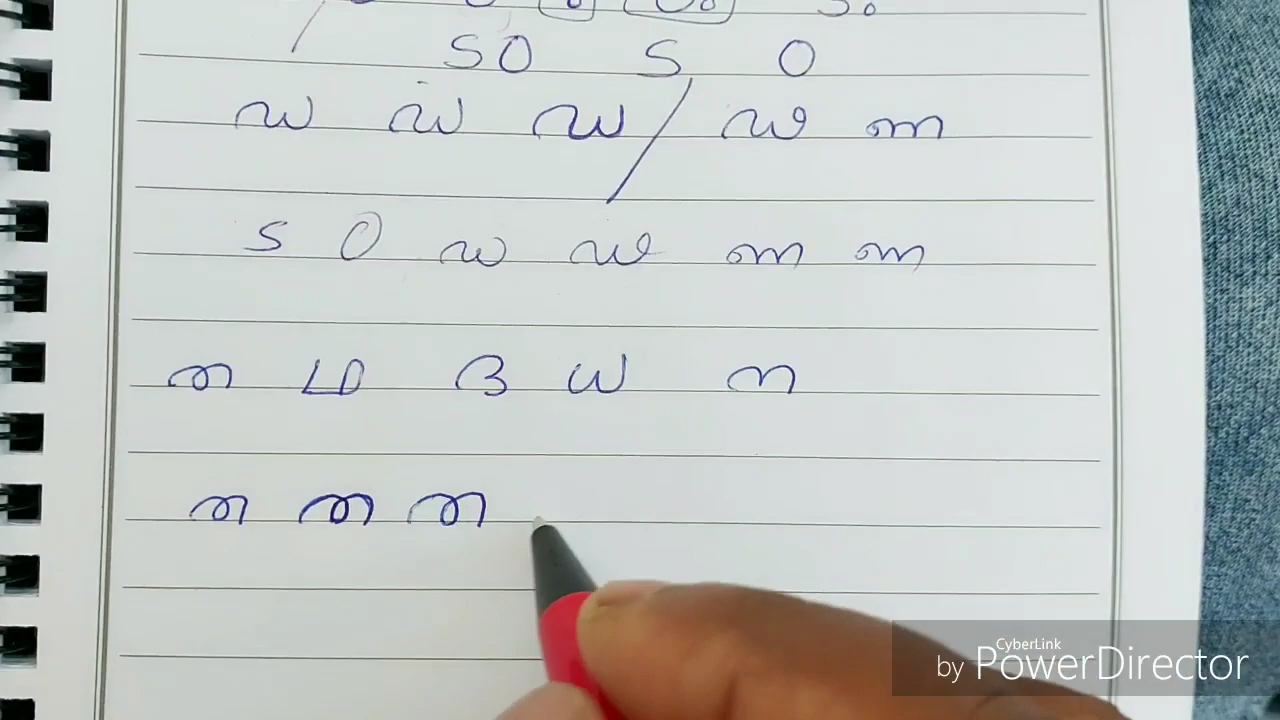 ടഠ ട ഠ
ഡ ഡ ഡ / ഢ ണ
ട ഠ ഡ ഢ ണ ണ
ത ഥ ദ ധ ന
ത ത ത
CyberLink
by PowerDirector